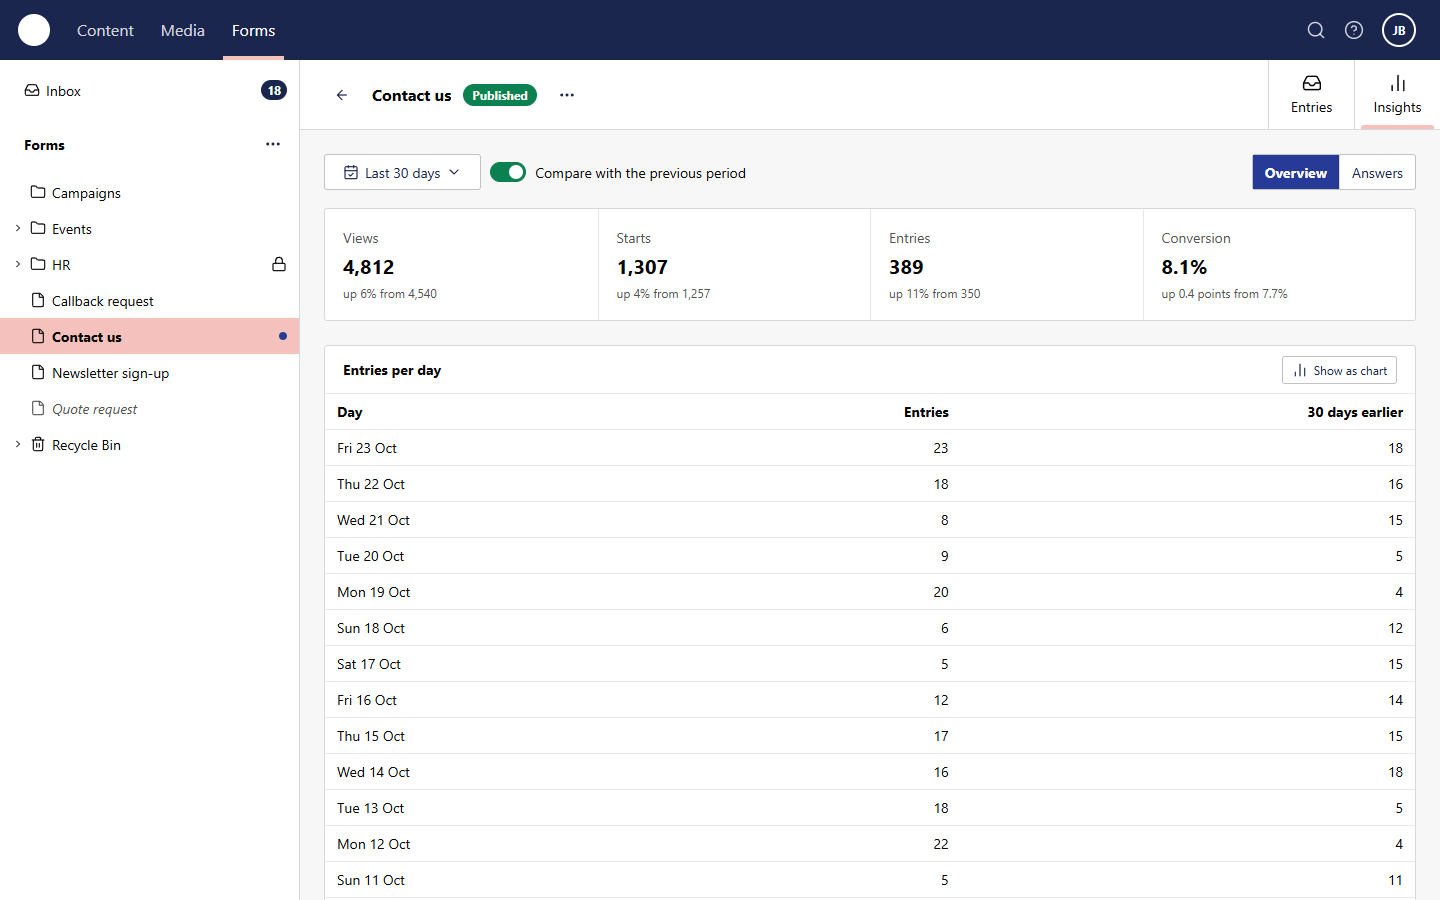 Content Media Forms JB
Inbox 18
Forms
Campaigns
Events
HR
Callback request
Contact us
Newsletter sign-up
Quote request
Recycle Bin
Contact us Published
Entries
Insights
Last 30 days Compare with the previous period
Overview Answers
Views
4,812
up 6% from 4,540
Starts
1,307
up 4% from 1,257
Entries
389
up 11% from 350
Conversion
8.1%
up 0.4 points from 7.7%
Entries per day Show as chart
Day Entries 30 days earlier
Fri 23 Oct 23 18
Thu 22 Oct 18 16
Wed 21 Oct 8 15
Tue 20 Oct 9 5
Mon 19 Oct 20 4
Sun 18 Oct 6 12
Sat 17 Oct 5 15
Fri 16 Oct 12 14
Thu 15 Oct 17 15
Wed 14 Oct 16 18
Tue 13 Oct 18 5
Mon 12 Oct 22 4
Sun 11 Oct 5 11